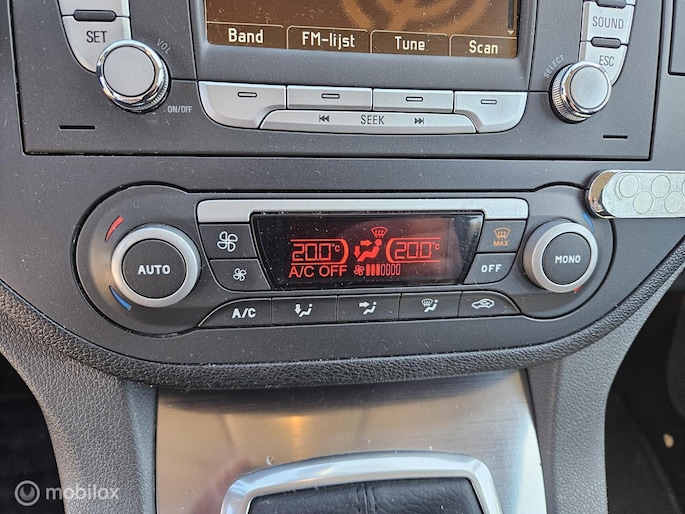 SET
VOL
ON/OFF
Band FM-lijst Tune Scan
SELECT
SOUND
ESC
SEEK
AUTO
20.0°C 20.0°C
A/C OFF
MAX
OFF
MONO
A/C
mobilox